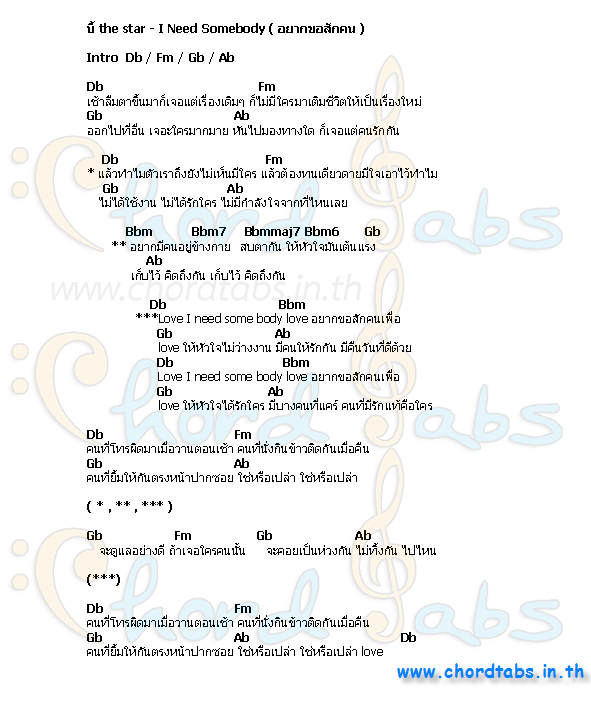 นิ้ the star - I Need Somebody ( อยากขอสักคน )
Intro Db / Fm / Gb / Ab
Db Fm
เช้าลืมตาขึ้นมาก็เจอแต่เรื่องเดิมๆ ก็ไม่มีใครมาเติมชีวิตให้เป็นเรื่องใหม่
Gb Ab
ออกไปที่อื่น เจอะใครมากมาย หันไปมองทางใด ก็เจอแต่คนรักกัน
Db Fm
* แล้วทำไมตัวเราถึงยังไม่เห็นมีใคร แล้วต้องทนเดียวดายมีใจเอาไว้ทำไม
Gb Ab
ไม่ได้ใช้งาน ไม่ได้รักใคร ไม่มีกำลังใจจากที่ไหนเลย
Bbm Bbm7 Bbmmaj7 Bbm6 Gb
** อยากมีคนอยู่ข้างกาย สบตากัน ให้หัวใจมันเต้นแรง
Ab
เก็บไว้ คิดถึงกัน เก็บไว้ คิดถึงกัน
www.chordtabs.in.th
Db Bbm
***Love I need some body love อยากขอสักคนเพื่อ
Gb Ab
love ให้หัวใจไม่ว่างงาน มีคนให้รักกัน มีคืนวันที่ดีด้วย
Db Bbm
Love I need some body love อยากขอสักคนเพื่อ
Gb Ab
love ให้หัวใจได้รักใคร มีบางคนที่แคร์ คนที่มีรักแท้คือใคร
Db Fm
คนที่โทรผิดมาเมื่อวานตอนเช้า คนที่นั่งกินข้าวติดกันเมื่อคืน
Gb Ab
คนที่ยิ้มให้กันตรงหน้าปากซอย ใช่หรือเปล่า ใช่หรือเปล่า
( * , ** , *** )
Gb Fm Gb Ab
จะดูแลอย่างดี ถ้าเจอใครคนนั้น จะคอยเป็นห่วงกัน ไม่ทิ้งกัน ไปไหน
(***)
Db Fm
คนที่โทรผิดมาเมื่อวานตอนเช้า คนที่นั่งกินข้าวติดกันเมื่อคืน
Gb Ab Db
คนที่ยิ้มให้กันตรงหน้าปากซอย ใช่หรือเปล่า ใช่หรือเปล่า love
www.chordtabs.in.th
Chord Tabs
Chord Tabs